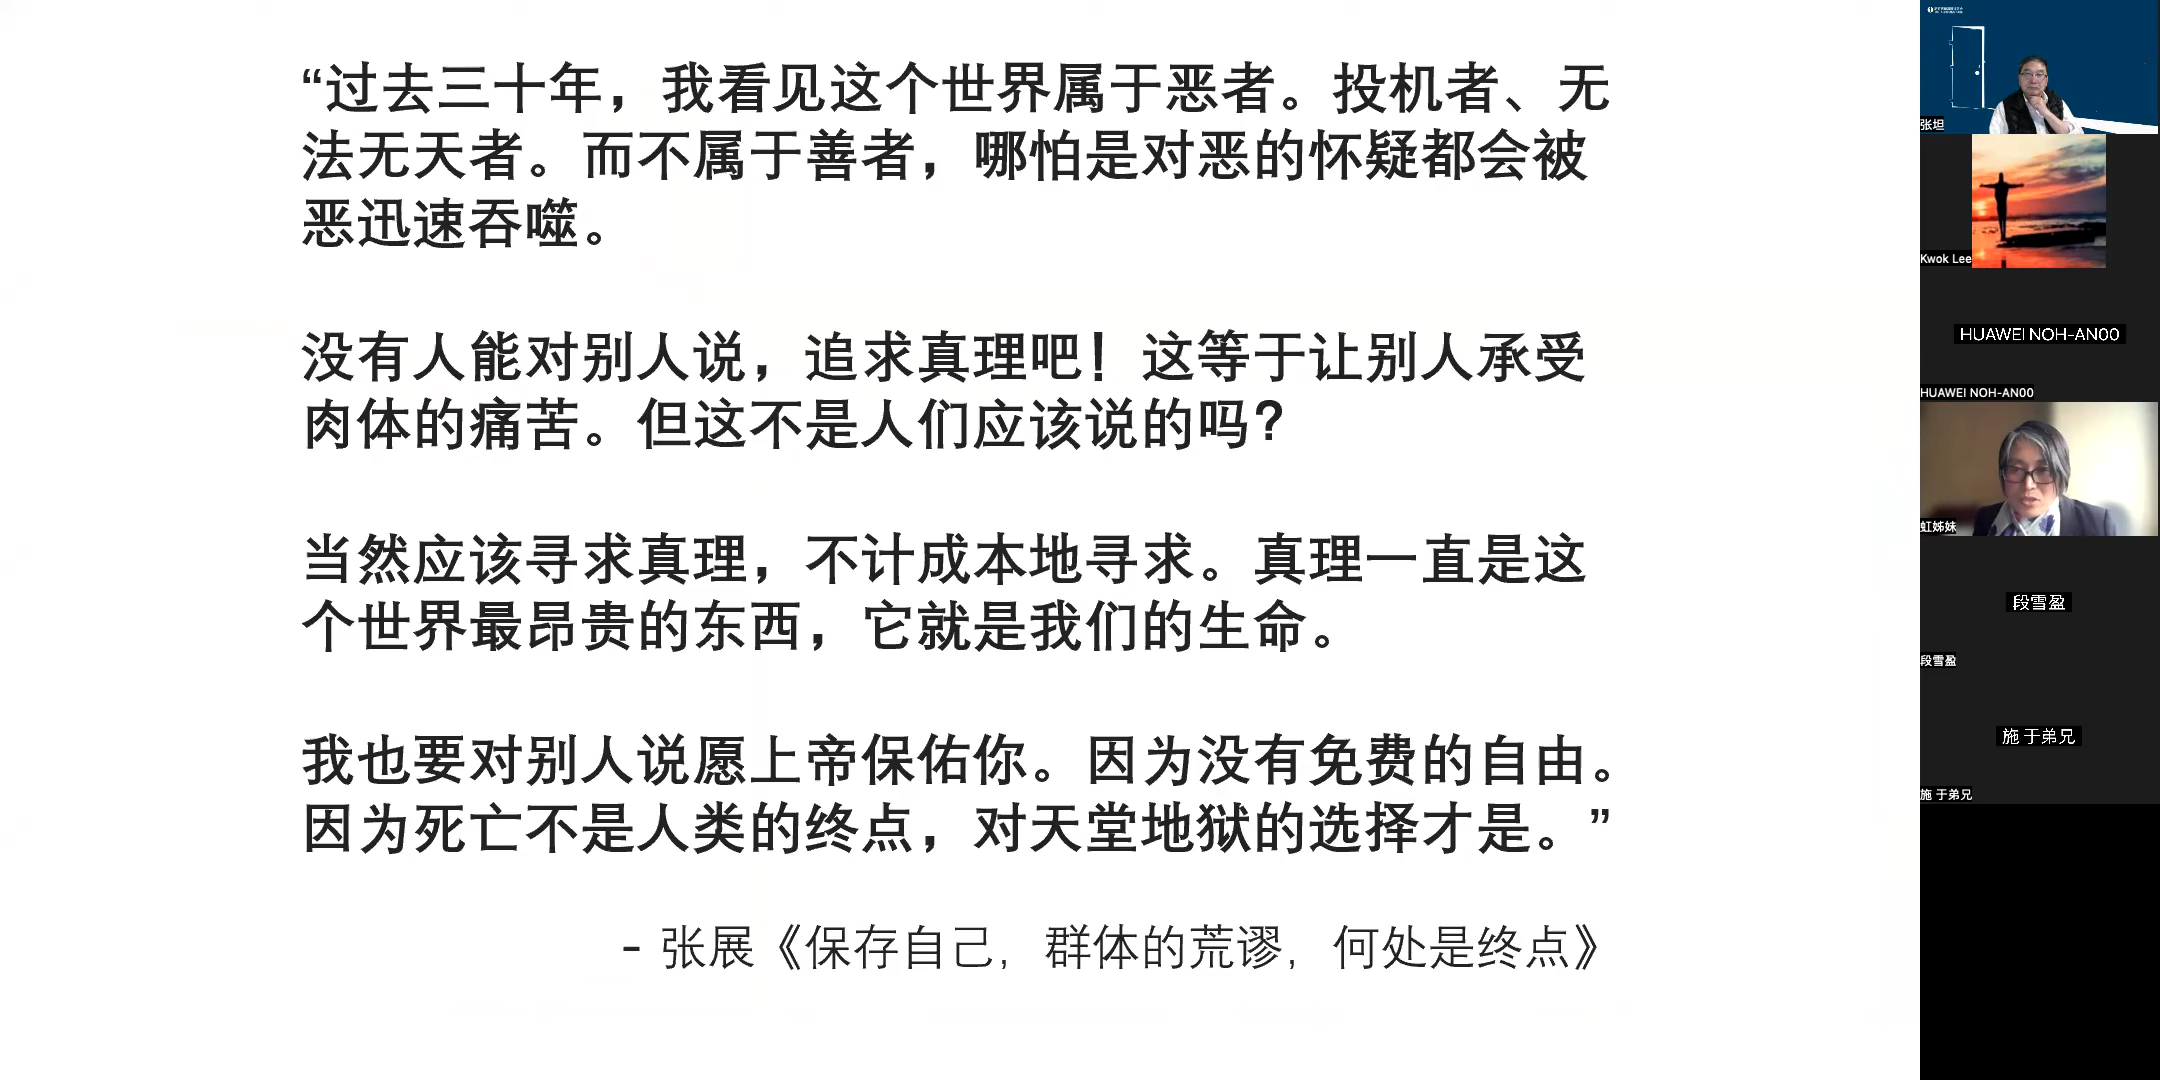 “过去三十年，我看见这个世界属于恶者。投机者、无
法无天者。而不属于善者，哪怕是对恶的怀疑都会被
恶迅速吞噬。
没有人能对别人说，追求真理吧！这等于让别人承受
肉体的痛苦。但这不是人们应该说的吗？
当然应该寻求真理，不计成本地寻求。真理一直是这
个世界最昂贵的东西，它就是我们的生命。
我也要对别人说愿上帝保佑你。因为没有免费的自由。
因为死亡不是人类的终点，对天堂地狱的选择才是。”
- 张展《保存自己，群体的荒谬，何处是终点》
张坦
Kwok Lee
HUAWEI NOH-AN00
HUAWEI NOH-AN00
虹姊妹
段雪盈
段雪盈
施 于弟兄
施 于弟兄